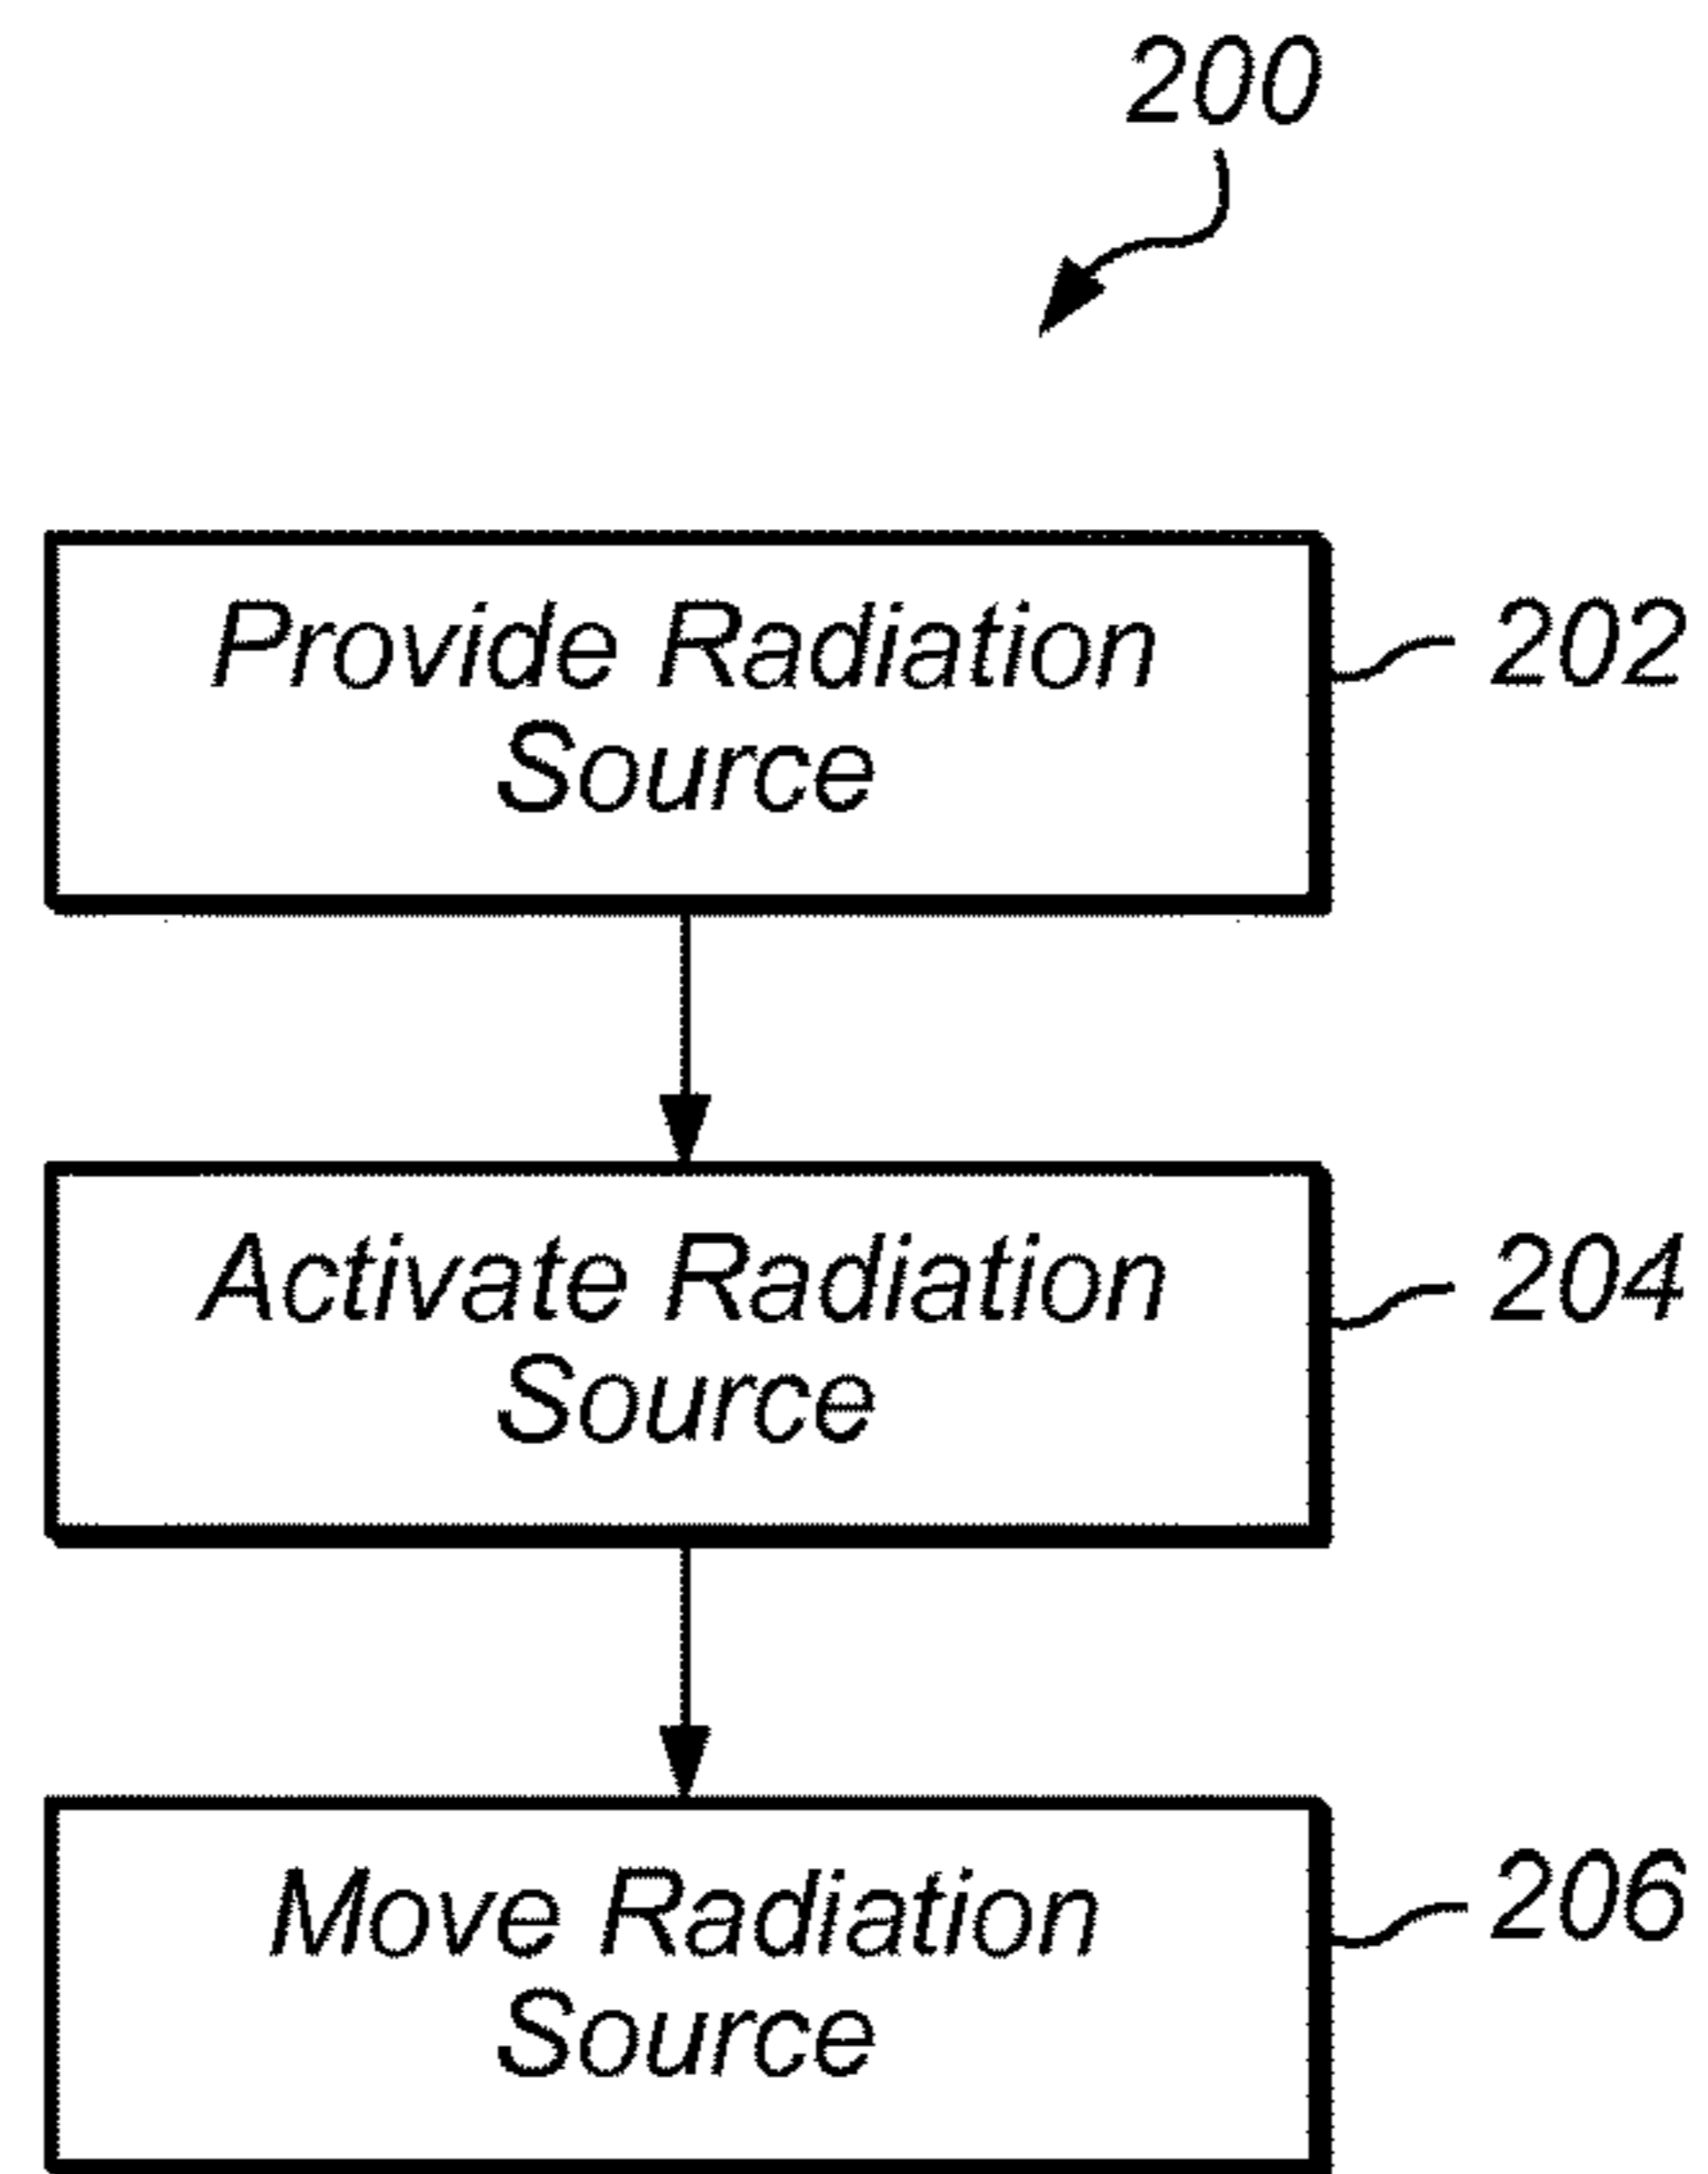 200
Provide Radiation
Source
202
Activate Radiation
Source
204
Move Radiation
Source
206